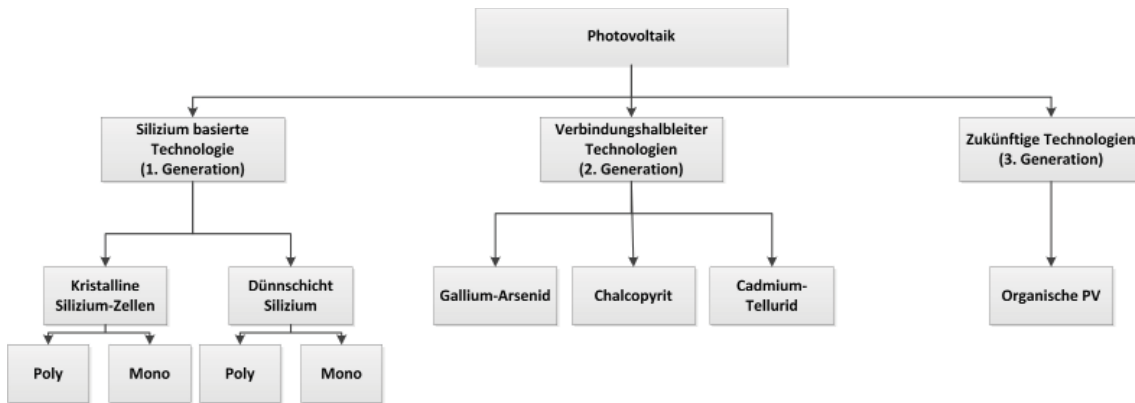 Photovoltaik
Silizium basierte
Technologie
(1. Generation)
Verbindungshalbleiter
Technologien
(2. Generation)
Zukünftige Technologien
(3. Generation)
Kristalline
Silizium-Zellen
Dünnschicht
Silizium
Gallium-Arsenid
Chalcopyrit
Cadmium-
Tellurid
Organische PV
Poly
Mono
Poly
Mono